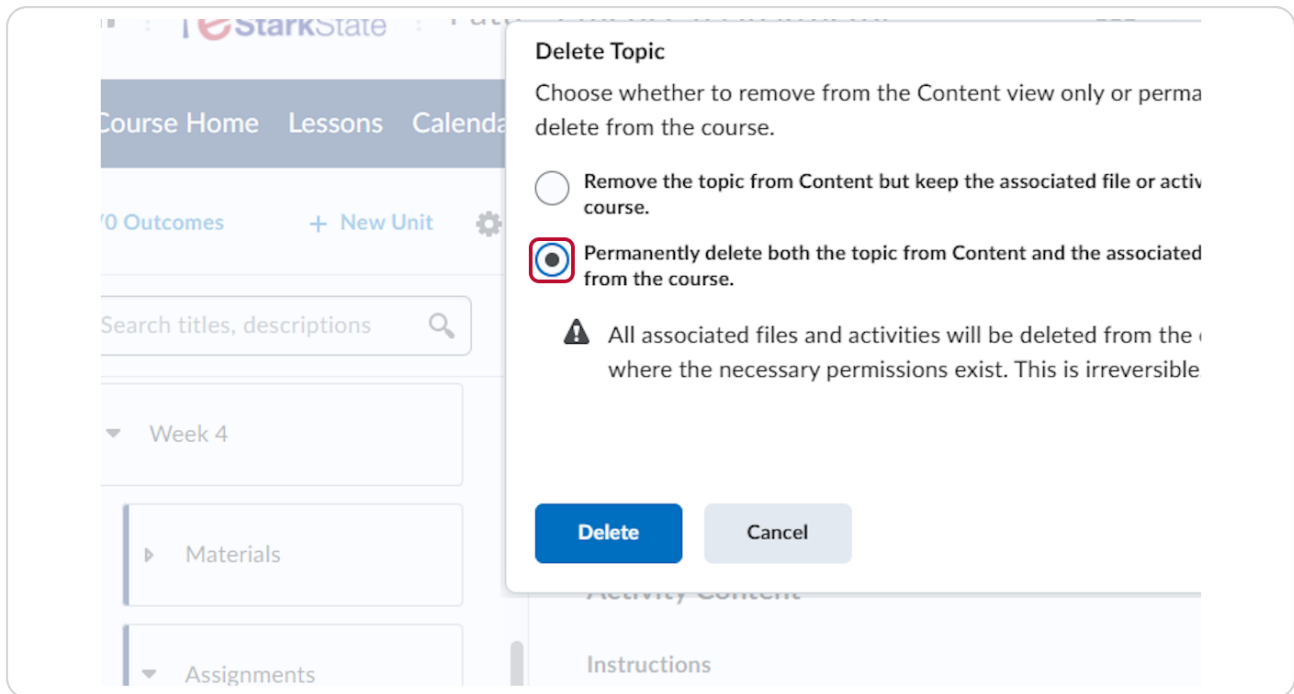 StarkState
Delete Topic
Choose whether to remove from the Content view only or perma
delete from the course.
Course Home Lessons Calenda
Remove the topic from Content but keep the associated file or activ
course.
/0 Outcomes + New Unit
Permanently delete both the topic from Content and the associated
from the course.
Search titles, descriptions
All associated files and activities will be deleted from the
where the necessary permissions exist. This is irreversible
Week 4
Delete Cancel
Materials
Activity Content
Instructions
Assignments